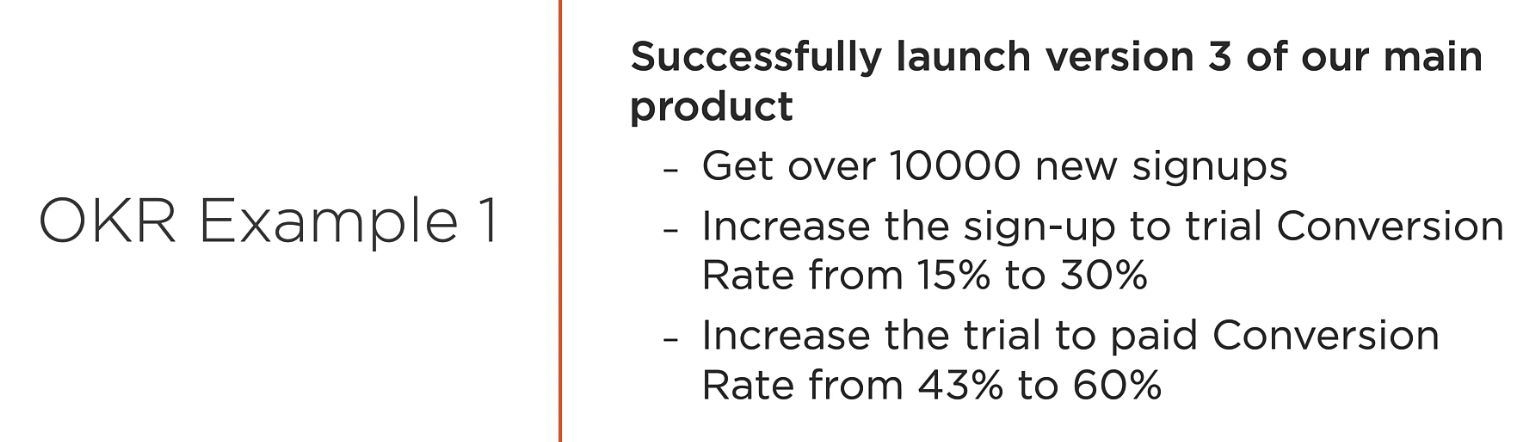 OKR Example 1
Successfully launch version 3 of our main
product
- Get over 10000 new signups
- Increase the sign-up to trial Conversion
Rate from 15% to 30%
- Increase the trial to paid Conversion
Rate from 43% to 60%